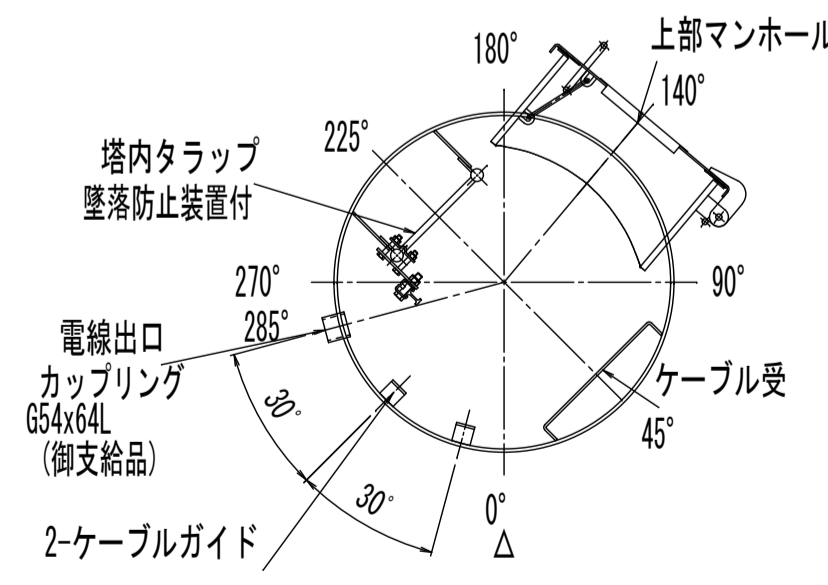 180°
上部マンホール
140°
225°
塔内タラップ
墜落防止装置付
270°
90°
285°
電線出口
カップリング
G54x64L
(御支給品)
ケーブル受
45°
30°
30°
0°
2-ケーブルガイド